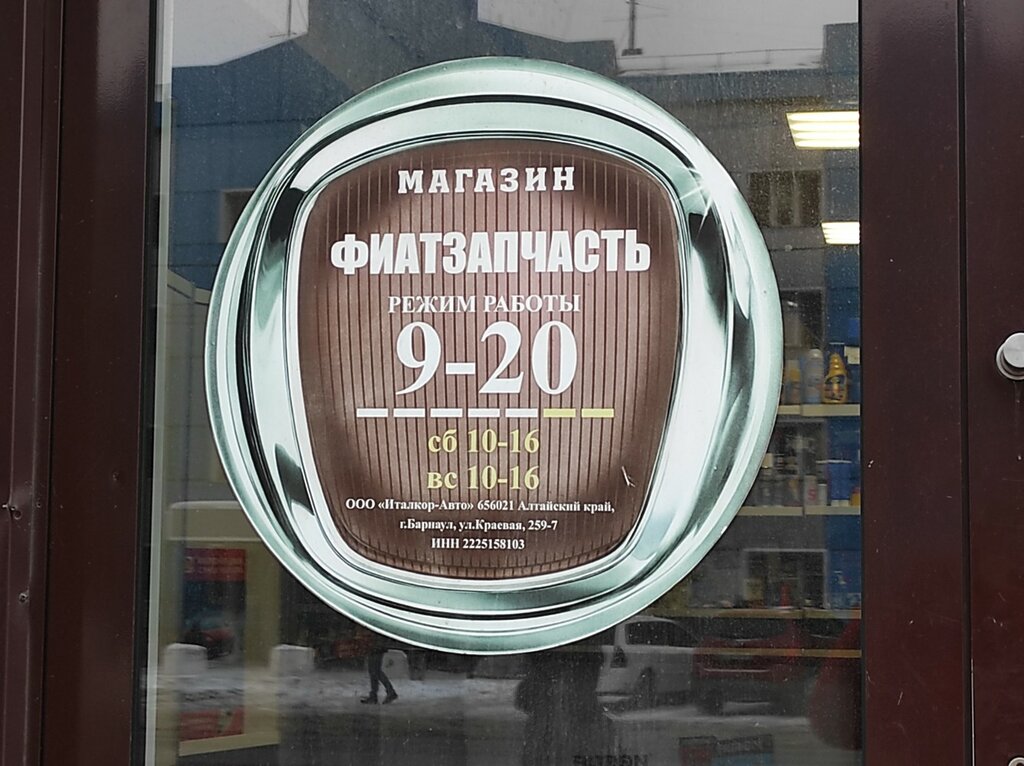 МАГАЗИН
ФИАТЗАПЧАСТЬ
РЕЖИМ РАБОТЫ
9-20
сб 10-16
вс 10-16
ООО «Италкор-Авто» 656021 Алтайский край,
г.Барнаул, ул.Краевая, 259-7
ИНН 2225158103